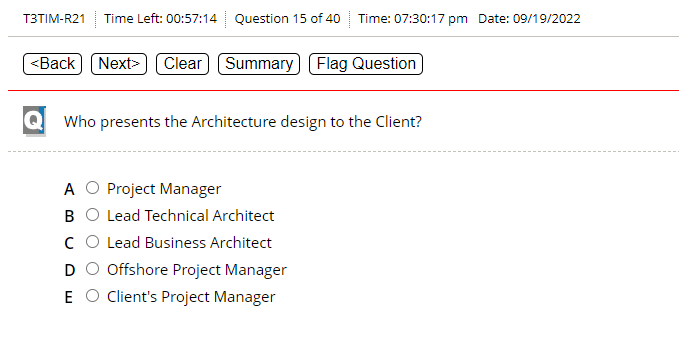 T3TIM-R21 Time Left: 00:57:14 Question 15 of 40 Time: 07:30:17 pm Date: 09/19/2022
<Back Next> Clear Summary Flag Question
Q Who presents the Architecture design to the Client?
A Project Manager
B Lead Technical Architect
C Lead Business Architect
D Offshore Project Manager
E Client's Project Manager